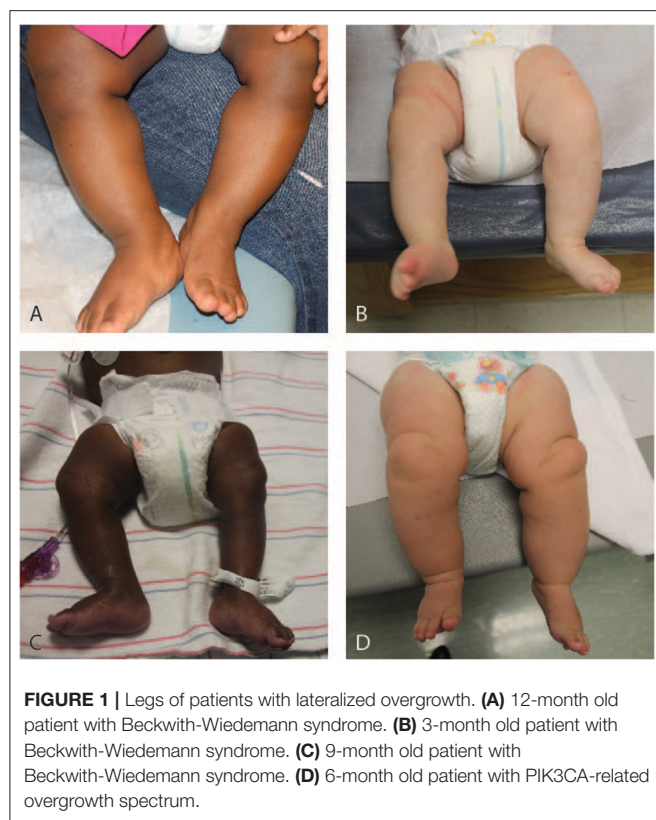 A
B
C
D
FIGURE 1 | Legs of patients with lateralized overgrowth. (A) 12-month old
patient with Beckwith-Wiedemann syndrome. (B) 3-month old patient with
Beckwith-Wiedemann syndrome. (C) 9-month old patient with
Beckwith-Wiedemann syndrome. (D) 6-month old patient with PIK3CA-related
overgrowth spectrum.